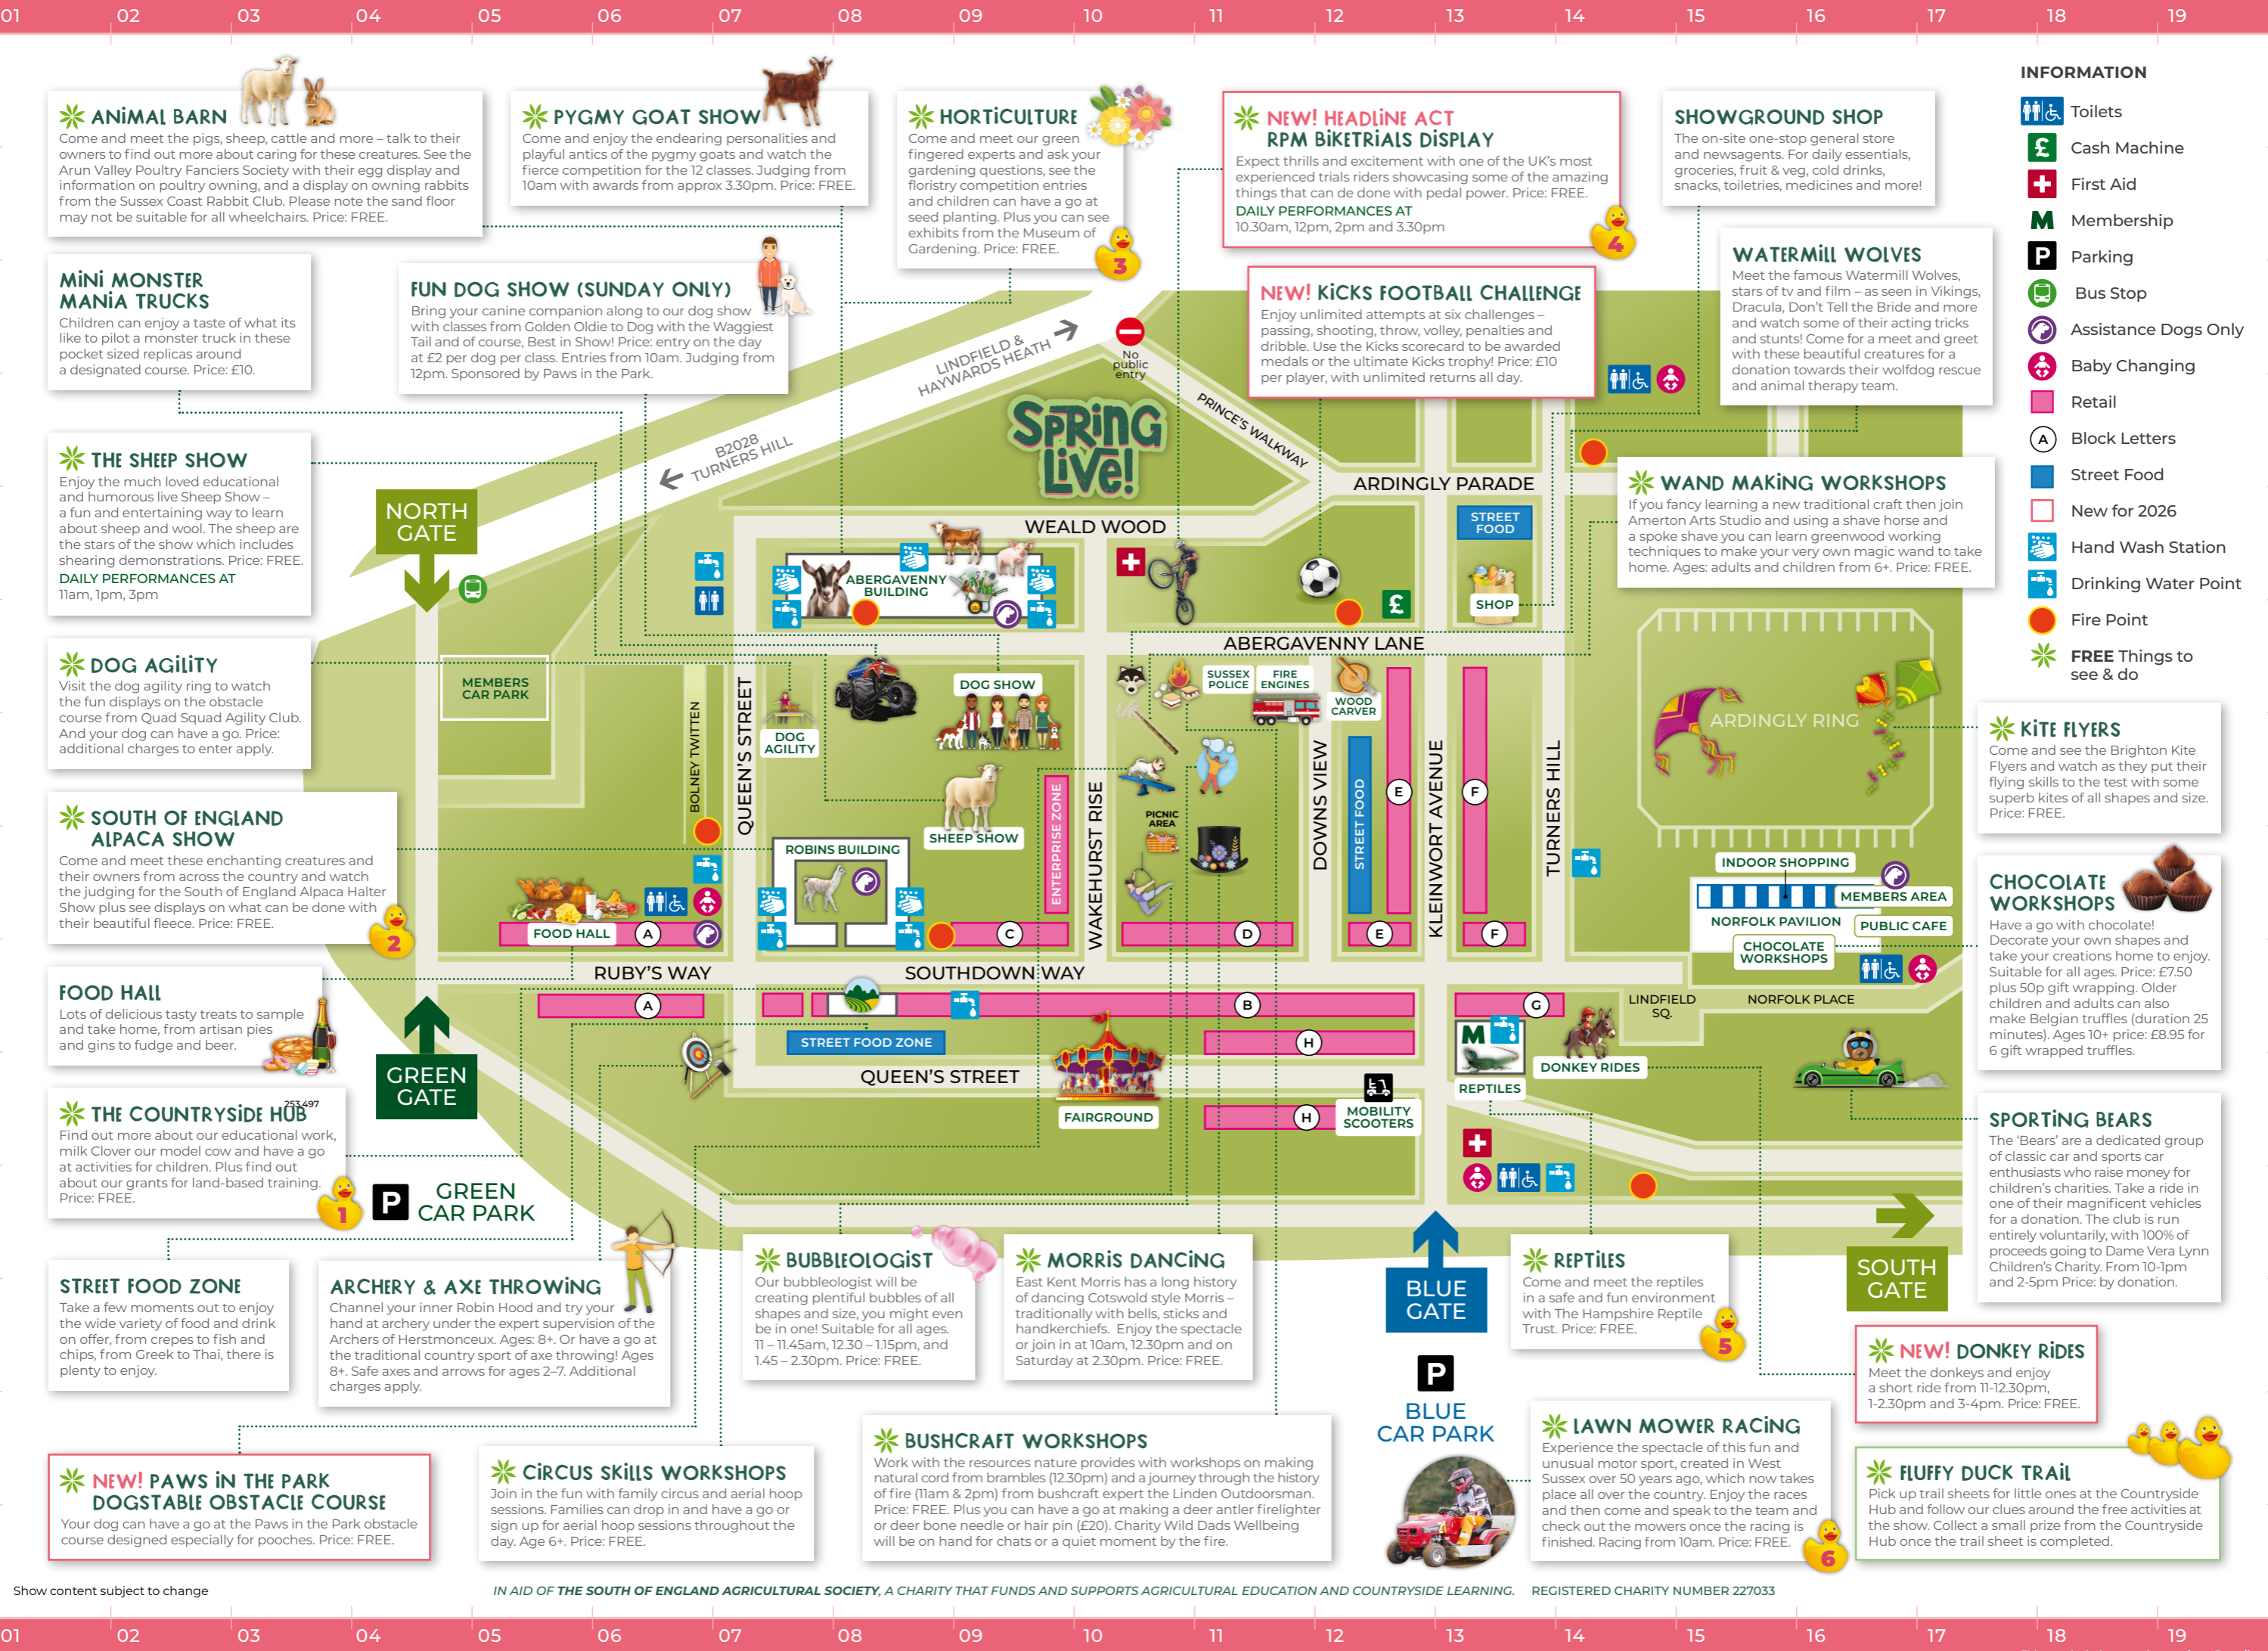 01 02 03 04 05 06 07 08 09 10 11 12 13 14 15 16 17 18 19
ANiMAL BARN
Come and meet the pigs, sheep, cattle and more – talk to their
owners to find out more about caring for these creatures. See the
Arun Valley Poultry Fanciers Society with their egg display and
information on poultry owning, and a display on owning rabbits
from the Sussex Coast Rabbit Club. Please note the sand floor
may not be suitable for all wheelchairs. Price: FREE.
PYGMY GOAT SHOW
Come and enjoy the endearing personalities and
playful antics of the pygmy goats and watch the
fierce competition for the 12 classes. Judging from
10am with awards from approx 3.30pm. Price: FREE.
HORTiCULTURE
Come and meet our green
fingered experts and ask your
gardening questions, see the
floristry competition entries
and children can have a go at
seed planting. Plus you can see
exhibits from the Museum of
Gardening. Price: FREE.
3
NEW! HEADLiNE ACT
RPM BiKETRiALS DiSPLAY
Expect thrills and excitement with one of the UK's most
experienced trials riders showcasing some of the amazing
things that can de done with pedal power. Price: FREE.
DAILY PERFORMANCES AT
10.30am, 12pm, 2pm and 3.30pm
4
SHOWGROUND SHOP
The on-site one-stop general store
and newsagents. For daily essentials,
groceries, fruit & veg, cold drinks,
snacks, toiletries, medicines and more!
INFORMATION
Toilets
£ Cash Machine
First Aid
M Membership
P Parking
Bus Stop
Assistance Dogs Only
Baby Changing
Retail
A Block Letters
Street Food
New for 2026
Hand Wash Station
Drinking Water Point
Fire Point
FREE Things to
see & do
MiNi MONSTER
MANiA TRUCKS
Children can enjoy a taste of what its
like to pilot a monster truck in these
pocket sized replicas around
a designated course. Price: £10.
FUN DOG SHOW (SUNDAY ONLY)
Bring your canine companion along to our dog show
with classes from Golden Oldie to Dog with the Waggiest
Tail and of course, Best in Show! Price: entry on the day
at £2 per dog per class. Entries from 10am. Judging from
12pm. Sponsored by Paws in the Park.
NEW! KiCKS FOOTBALL CHALLENGE
Enjoy unlimited attempts at six challenges –
passing, shooting, throw, volley, penalties and
dribble. Use the Kicks scorecard to be awarded
medals or the ultimate Kicks trophy! Price: £10
per player, with unlimited returns all day.
WATERMiLL WOLVES
Meet the famous Watermill Wolves,
stars of tv and film – as seen in Vikings,
Dracula, Don't Tell the Bride and more
and watch some of their acting tricks
and stunts! Come for a meet and greet
with these beautiful creatures for a
donation towards their wolfdog rescue
and animal therapy team.
THE SHEEP SHOW
Enjoy the much loved educational
and humorous live Sheep Show –
a fun and entertaining way to learn
about sheep and wool. The sheep are
the stars of the show which includes
shearing demonstrations. Price: FREE.
DAILY PERFORMANCES AT
11am, 1pm, 3pm
WAND MAKiNG WORKSHOPS
If you fancy learning a new traditional craft then join
Amerton Arts Studio and using a shave horse and
a spoke shave you can learn greenwood working
techniques to make your very own magic wand to take
home. Ages: adults and children from 6+. Price: FREE.
DOG AGiLiTY
Visit the dog agility ring to watch
the fun displays on the obstacle
course from Quad Squad Agility Club.
And your dog can have a go. Price:
additional charges to enter apply.
SOUTH OF ENGLAND
ALPACA SHOW
Come and meet these enchanting creatures and
their owners from across the country and watch
the judging for the South of England Alpaca Halter
Show plus see displays on what can be done with
their beautiful fleece. Price: FREE.
2
FOOD HALL
Lots of delicious tasty treats to sample
and take home, from artisan pies
and gins to fudge and beer.
253,497
THE COUNTRYSiDE HUB
Find out more about our educational work,
milk Clover our model cow and have a go
at activities for children. Plus find out
about our grants for land-based training.
Price: FREE.
1
LINDFIELD &
HAYWARDS HEATH
B2028
TURNERS HILL
No
public
entry
PRINCE'S WALKWAY
SPRiNG
LiVE!
NORTH
GATE
WEALD WOOD
ARDINGLY PARADE
STREET
FOOD
ABERGAVENNY
BUILDING
£
SHOP
ABERGAVENNY LANE
MEMBERS
CAR PARK
BOLNEY TWITTEN
QUEEN'S STREET
DOG
AGILITY
DOG SHOW
SHEEP SHOW
ENTERPRISE ZONE
WAKEHURST RISE
SUSSEX
POLICE
FIRE
ENGINES
WOOD
CARVER
PICNIC
AREA
DOWNS VIEW
STREET FOOD
E
KLEINWORT AVENUE
F
TURNERS HILL
ARDINGLY RING
ROBINS BUILDING
FOOD HALL
A
C
D
E
F
INDOOR SHOPPING
MEMBERS AREA
NORFOLK PAVILION
PUBLIC CAFE
CHOCOLATE
WORKSHOPS
RUBY'S WAY
SOUTHDOWN WAY
A
B
G
LINDFIELD
SQ.
NORFOLK PLACE
STREET FOOD ZONE
H
M
REPTILES
DONKEY RIDES
QUEEN'S STREET
FAIRGROUND
H
MOBILITY
SCOOTERS
GREEN
GATE
P
GREEN
CAR PARK
BLUE
GATE
P
BLUE
CAR PARK
SOUTH
GATE
KiTE FLYERS
Come and see the Brighton Kite
Flyers and watch as they put their
flying skills to the test with some
superb kites of all shapes and size.
Price: FREE.
CHOCOLATE
WORKSHOPS
Have a go with chocolate!
Decorate your own shapes and
take your creations home to enjoy.
Suitable for all ages. Price: £7.50
plus 50p gift wrapping. Older
children and adults can also
make Belgian truffles (duration 25
minutes). Ages 10+ price: £8.95 for
6 gift wrapped truffles.
SPORTiNG BEARS
The 'Bears' are a dedicated group
of classic car and sports car
enthusiasts who raise money for
children's charities. Take a ride in
one of their magnificent vehicles
for a donation. The club is run
entirely voluntarily, with 100% of
proceeds going to Dame Vera Lynn
Children's Charity. From 10-1pm
and 2-5pm Price: by donation.
STREET FOOD ZONE
Take a few moments out to enjoy
the wide variety of food and drink
on offer, from crepes to fish and
chips, from Greek to Thai, there is
plenty to enjoy.
ARCHERY & AXE THROWiNG
Channel your inner Robin Hood and try your
hand at archery under the expert supervision of the
Archers of Herstmonceux. Ages: 8+. Or have a go at
the traditional country sport of axe throwing! Ages
8+. Safe axes and arrows for ages 2–7. Additional
charges apply.
BUBBLEOLOGiST
Our bubbleologist will be
creating plentiful bubbles of all
shapes and size, you might even
be in one! Suitable for all ages.
11 – 11.45am, 12.30 – 1.15pm, and
1.45 – 2.30pm. Price: FREE.
MORRiS DANCiNG
East Kent Morris has a long history
of dancing Cotswold style Morris –
traditionally with bells, sticks and
handkerchiefs. Enjoy the spectacle
or join in at 10am, 12.30pm and on
Saturday at 2.30pm. Price: FREE.
REPTiLES
Come and meet the reptiles
in a safe and fun environment
with The Hampshire Reptile
Trust. Price: FREE.
5
NEW! DONKEY RiDES
Meet the donkeys and enjoy
a short ride from 11-12.30pm,
1-2.30pm and 3-4pm. Price: FREE.
NEW! PAWS iN THE PARK
DOGSTABLE OBSTACLE COURSE
Your dog can have a go at the Paws in the Park obstacle
course designed especially for pooches. Price: FREE.
CiRCUS SKiLLS WORKSHOPS
Join in the fun with family circus and aerial hoop
sessions. Families can drop in and have a go or
sign up for aerial hoop sessions throughout the
day. Age 6+. Price: FREE.
BUSHCRAFT WORKSHOPS
Work with the resources nature provides with workshops on making
natural cord from brambles (12.30pm) and a journey through the history
of fire (11am & 2pm) from bushcraft expert the Linden Outdoorsman.
Price: FREE. Plus you can have a go at making a deer antler firelighter
or deer bone needle or hair pin (£20). Charity Wild Dads Wellbeing
will be on hand for chats or a quiet moment by the fire.
LAWN MOWER RACiNG
Experience the spectacle of this fun and
unusual motor sport, created in West
Sussex over 50 years ago, which now takes
place all over the country. Enjoy the races
and then come and speak to the team and
check out the mowers once the racing is
finished. Racing from 10am. Price: FREE.
6
FLUFFY DUCK TRAiL
Pick up trail sheets for little ones at the Countryside
Hub and follow our clues around the free activities at
the show. Collect a small prize from the Countryside
Hub once the trail sheet is completed.
Show content subject to change
IN AID OF THE SOUTH OF ENGLAND AGRICULTURAL SOCIETY, A CHARITY THAT FUNDS AND SUPPORTS AGRICULTURAL EDUCATION AND COUNTRYSIDE LEARNING. REGISTERED CHARITY NUMBER 227033
01 02 03 04 05 06 07 08 09 10 11 12 13 14 15 16 17 18 19